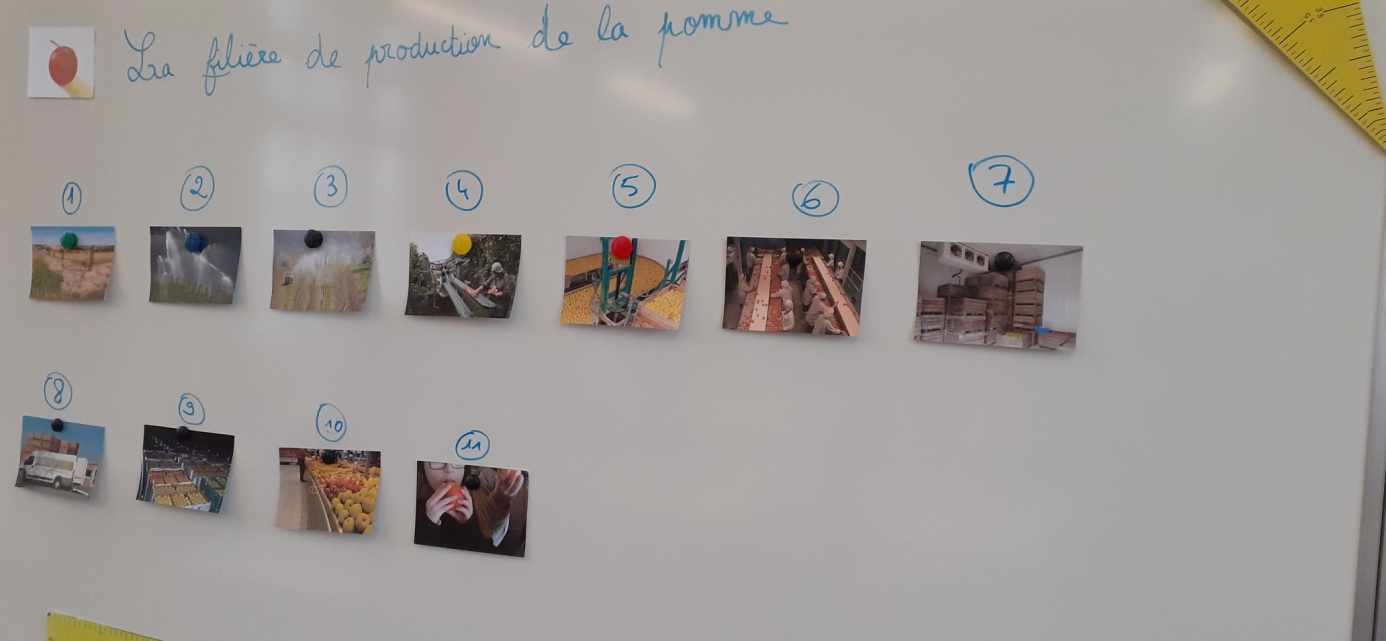 La filière de production de la pomme
1 2 3 4 5 6 7
8 9 10 11